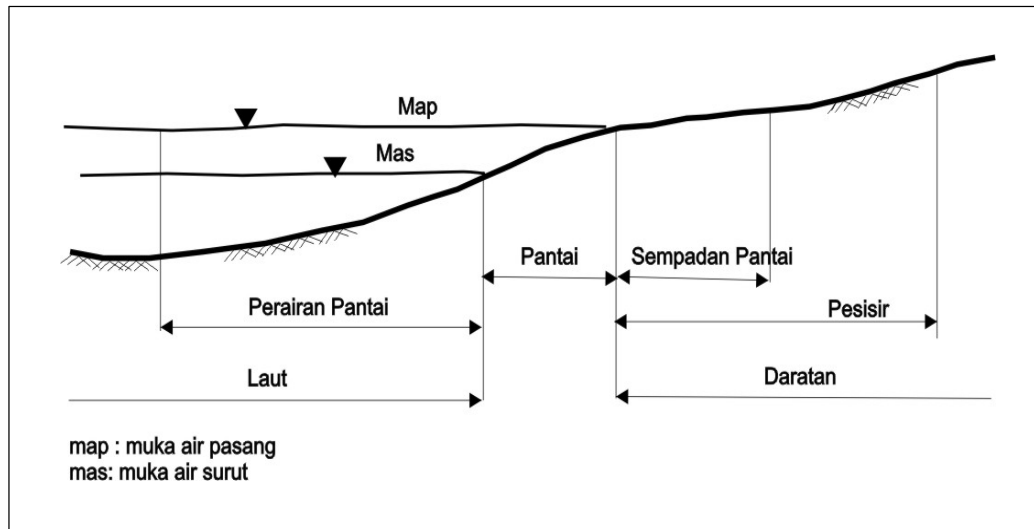 Map
Mas
Pantai
Sempadan Pantai
Perairan Pantai
Pesisir
Laut
Daratan
map : muka air pasang
mas: muka air surut